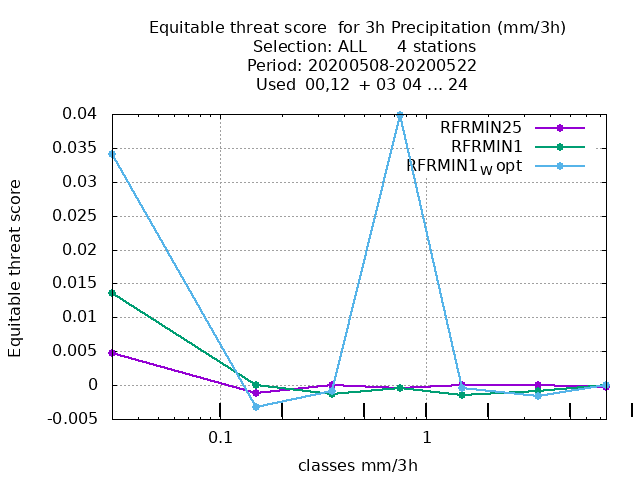 Equitable threat score  for 3h Precipitation (mm/3h)
Selection: ALL      4 stations
Period: 20200508-20200522
Used  00,12  + 03 04 ... 24
RFRMIN25
RFRMIN1
RFRMIN1W opt
0.04
0.035
0.03
0.025
0.02
0.015
0.01
0.005
0
-0.005
Equitable threat score
0.1 1
classes mm/3h